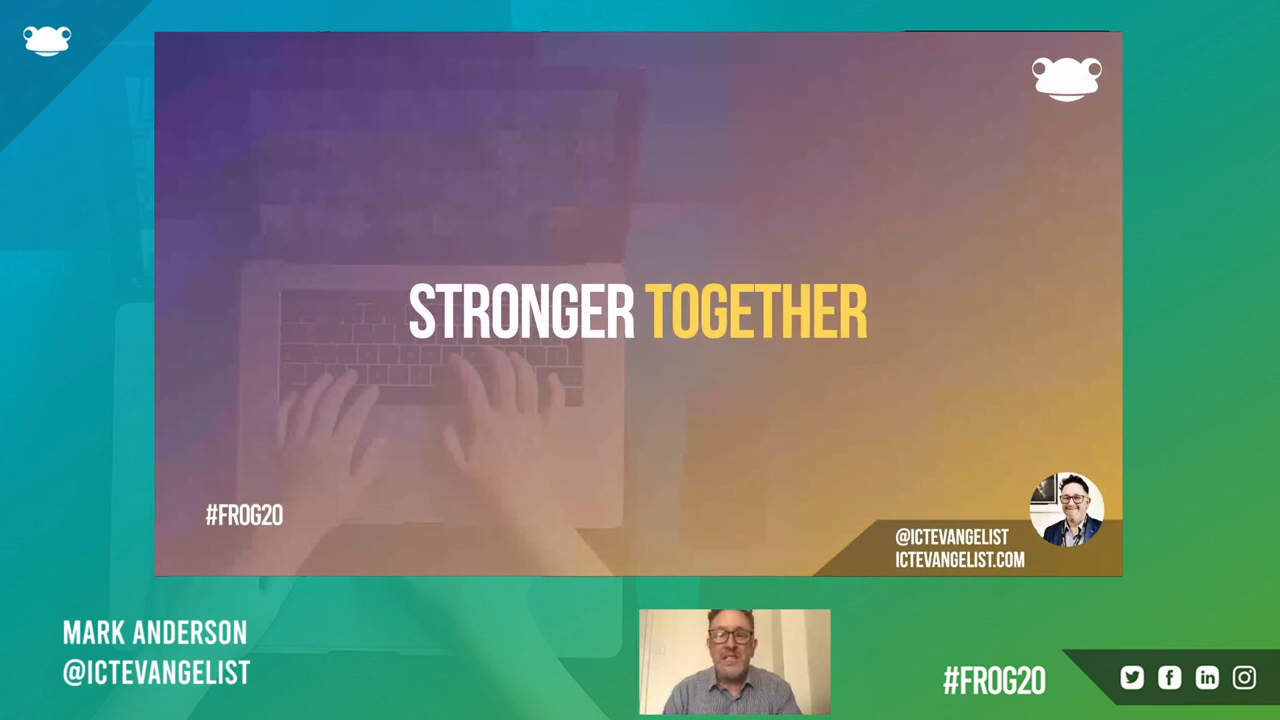 STRONGER TOGETHER
#FROG20
@ICTEVANGELIST
ICTEVANGELIST.COM
MARK ANDERSON
@ICTEVANGELIST
#FROG20